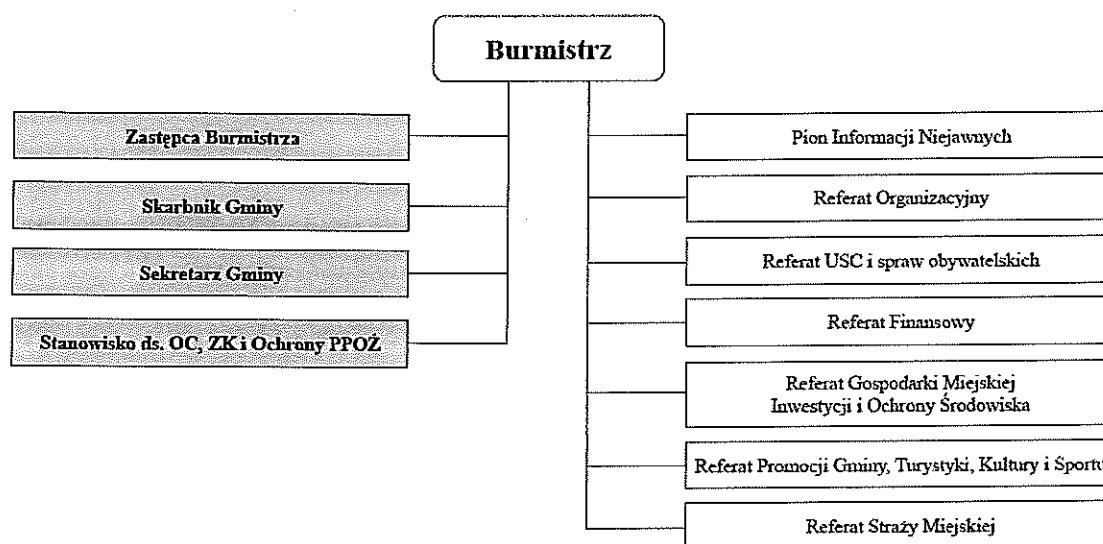 Burmistrz
Zastępca Burmistrza
Skarbnik Gminy
Sekretarz Gminy
Stanowisko ds. OC, ZK i Ochrony PPOŻ
Pion Informacji Niejawnych
Referat Organizacyjny
Referat USC i spraw obywatelskich
Referat Finansowy
Referat Gospodarki Miejskiej
Inwestycji i Ochrony Środowiska
Referat Promocji Gminy, Turystyki, Kultury i Sportu
Referat Straży Miejskiej